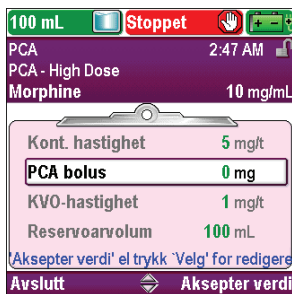 100 mL Stoppet
PCA 2:47 AM
PCA - High Dose
Morphine 10 mg/mL
Kont. hastighet 5 mg/t
PCA bolus 0 mg
KVO-hastighet 1 mg/t
Reservoarvolum 100 mL
'Aksepter verdi' el trykk `Velg' for redigere
Avslutt Aksepter verdi